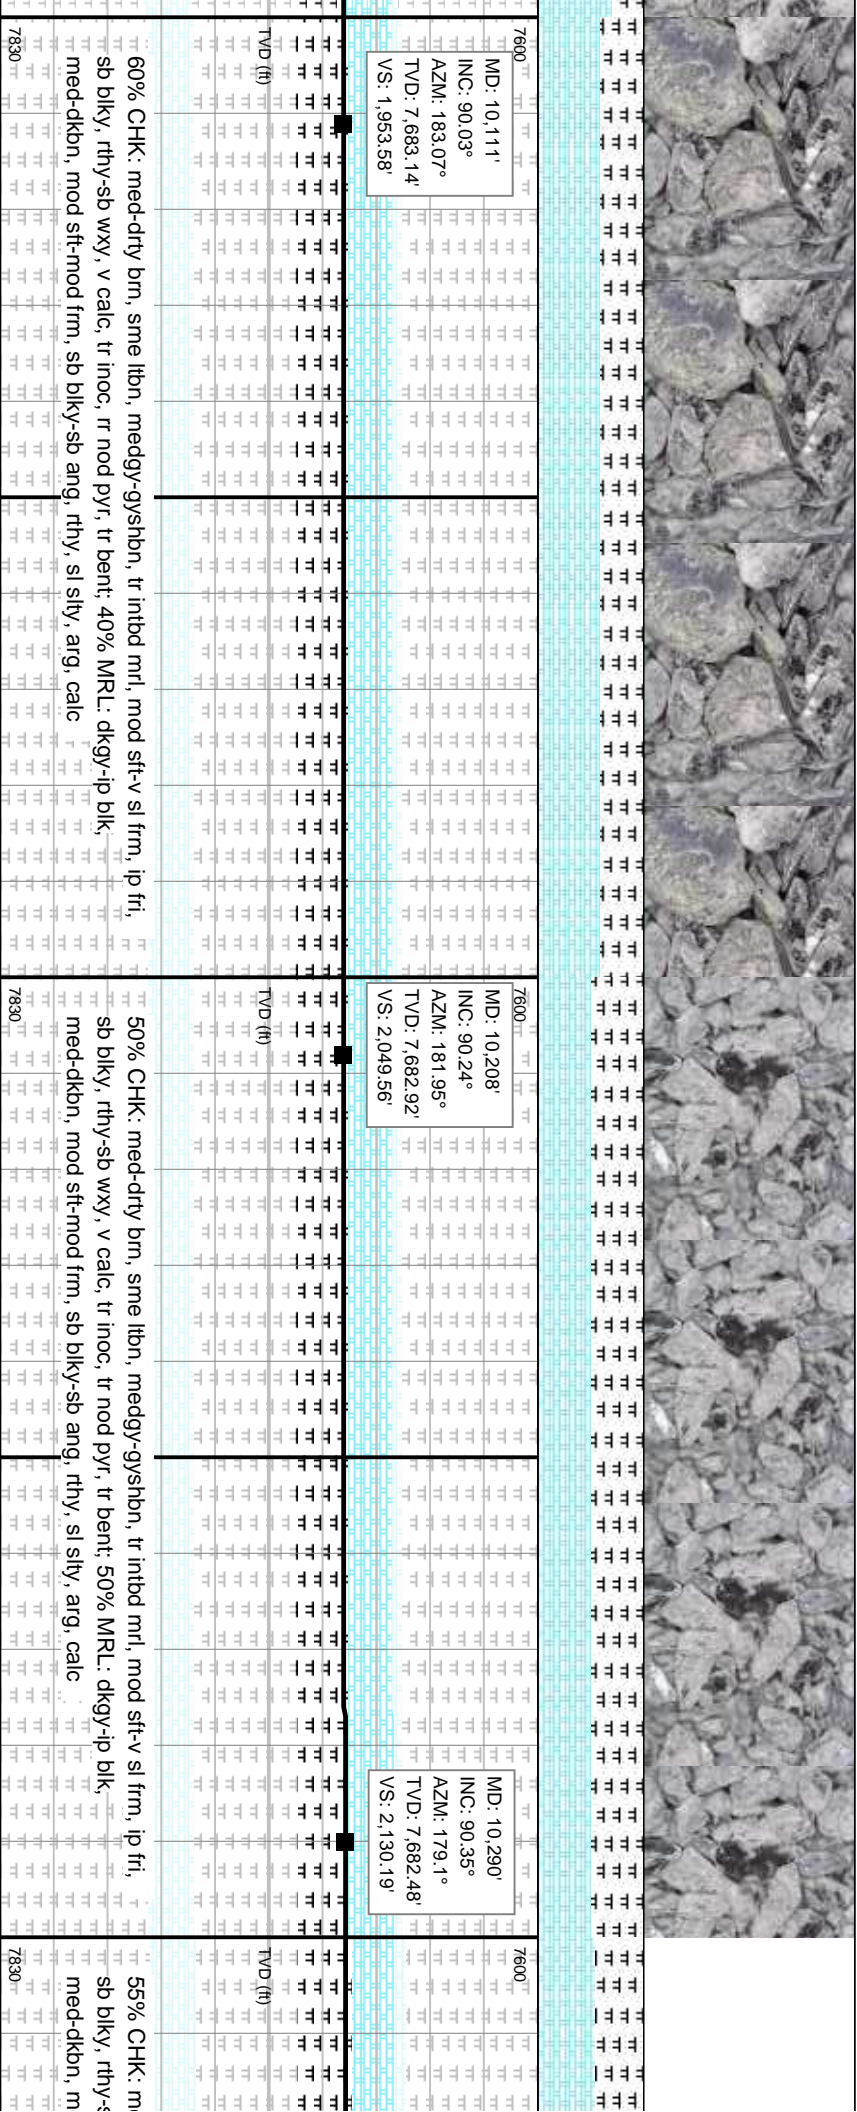 7600
MD: 10,111'
INC: 90.03°
AZM: 183.07°
TVD: 7,683.14'
VS: 1,953.58'
TVD (ft)
60% CHK: med-drty brn, sme ltbn, medgy-gyshbn, tr intbd mrl, mod sft-v sl frm, ip fri,
sb blky, rthy-sb wxy, v calc, tr inoc, rr nod pyr, tr bent; 40% MRL: dkgy-ip blk,
med-dkbn, mod sft-mod frm, sb blky-sb ang, rthy, sl slty, arg, calc
7830
7600
MD: 10,208'
INC: 90.24°
AZM: 181.95°
TVD: 7,682.92'
VS: 2,049.56'
TVD (ft)
50% CHK: med-drty brn, sme ltbn, medgy-gyshbn, tr intbd mrl, mod sft-v sl frm, ip fri,
sb blky, rthy-sb wxy, v calc, tr inoc, tr nod pyr, tr bent; 50% MRL: dkgy-ip blk,
med-dkbn, mod sft-mod frm, sb blky-sb ang, rthy, sl slty, arg, calc
7830
MD: 10,290'
INC: 90.35°
AZM: 179.1°
TVD: 7,682.48'
VS: 2,130.19'
7600
TVD (ft)
55% CHK: me
sb blky, rthy-s
med-dkbn, m
7830